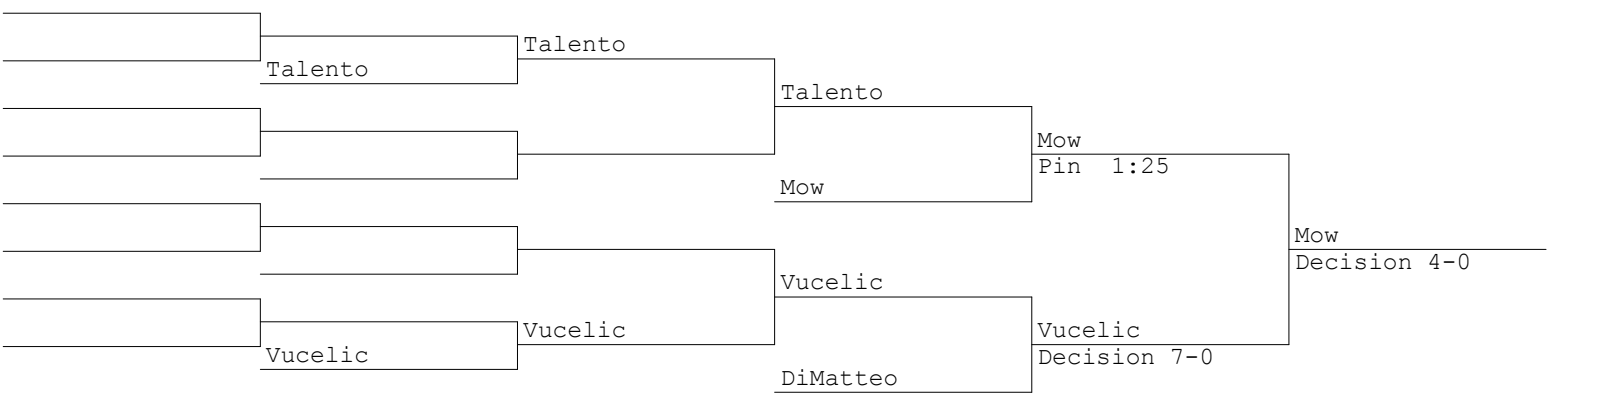 Talento
Talento
Talento
Mow
Pin  1:25
Mow
Mow
Decision 4-0
Vucelic
Vucelic
Vucelic
Decision 7-0
Vucelic
DiMatteo